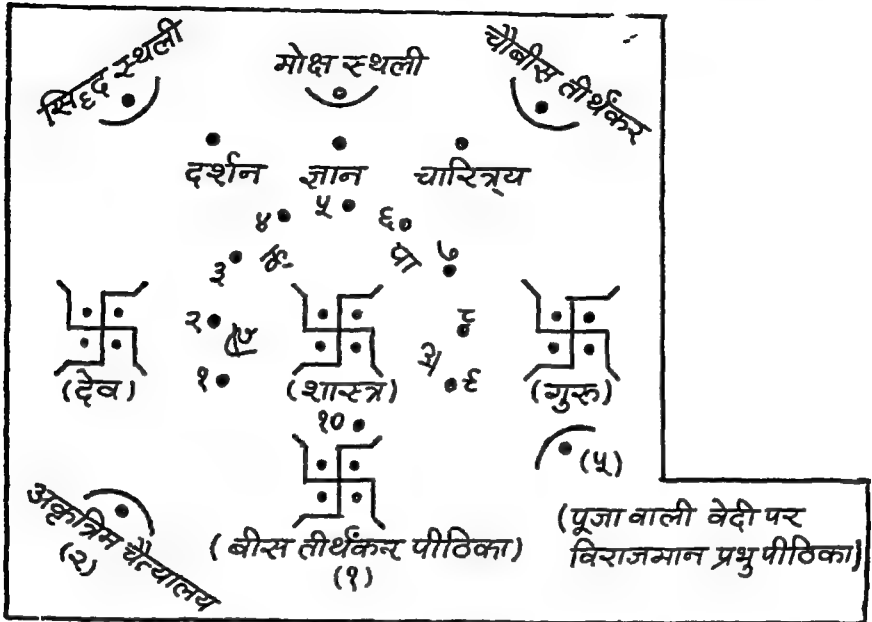 सिद्द स्थली
मोक्ष स्थली
चौबीस तीर्थंकर
दर्शन ज्ञान चारित्र्य
४ ५ ६
३ ७
२ ८
१ ९
(देव) (शास्त्र) (गुरु)
१०
(५)
अकृत्रिम चैत्यालय
(२)
(बीस तीर्थंकर पीठिका)
(१)
(पूजा वाली वेदी पर
विराजमान प्रभु पीठिका)